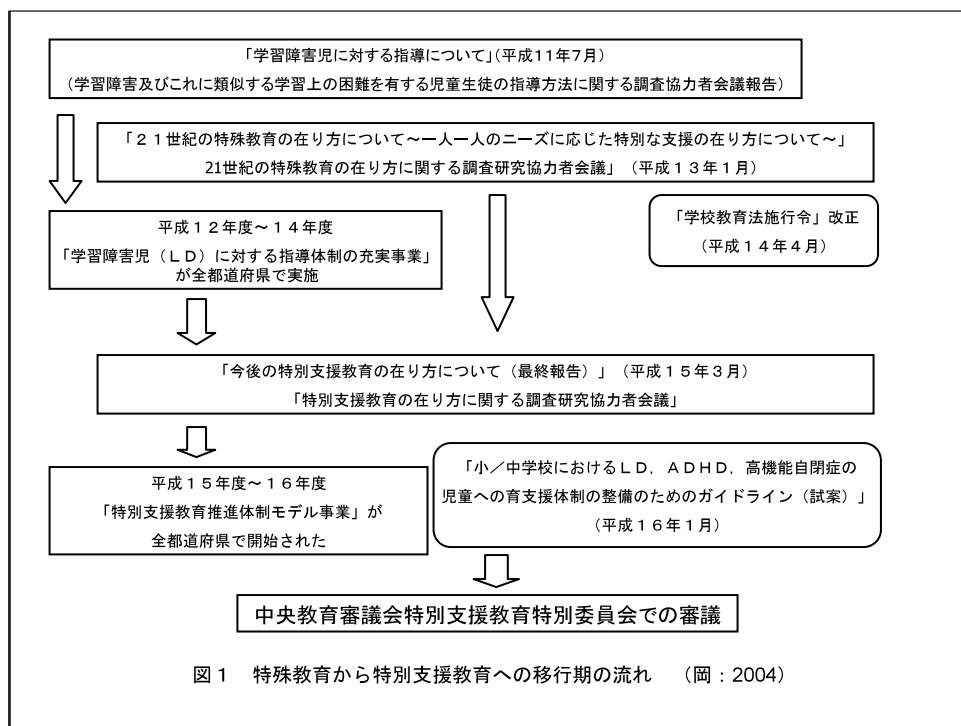 「学習障害児に対する指導について」(平成11年7月)
(学習障害及びこれに類似する学習上の困難を有する児童生徒の指導方法に関する調査協力者会議報告)
「２１世紀の特殊教育の在り方について～一人一人のニーズに応じた特別な支援の在り方について～」
21世紀の特殊教育の在り方に関する調査研究協力者会議」（平成１３年１月）
「学校教育法施行令」改正
（平成１４年４月）
平成１２年度～１４年度
「学習障害児（ＬＤ）に対する指導体制の充実事業」
が全都道府県で実施
「今後の特別支援教育の在り方について（最終報告）」（平成１５年３月）
「特別支援教育の在り方に関する調査研究協力者会議」
平成１５年度～１６年度
「特別支援教育推進体制モデル事業」が
全都道府県で開始された
「小／中学校におけるＬＤ，ＡＤＨＤ，高機能自閉症の
児童への育支援体制の整備のためのガイドライン（試案）」
（平成１６年１月）
中央教育審議会特別支援教育特別委員会での審議
図１　特殊教育から特別支援教育への移行期の流れ　（岡：2004）